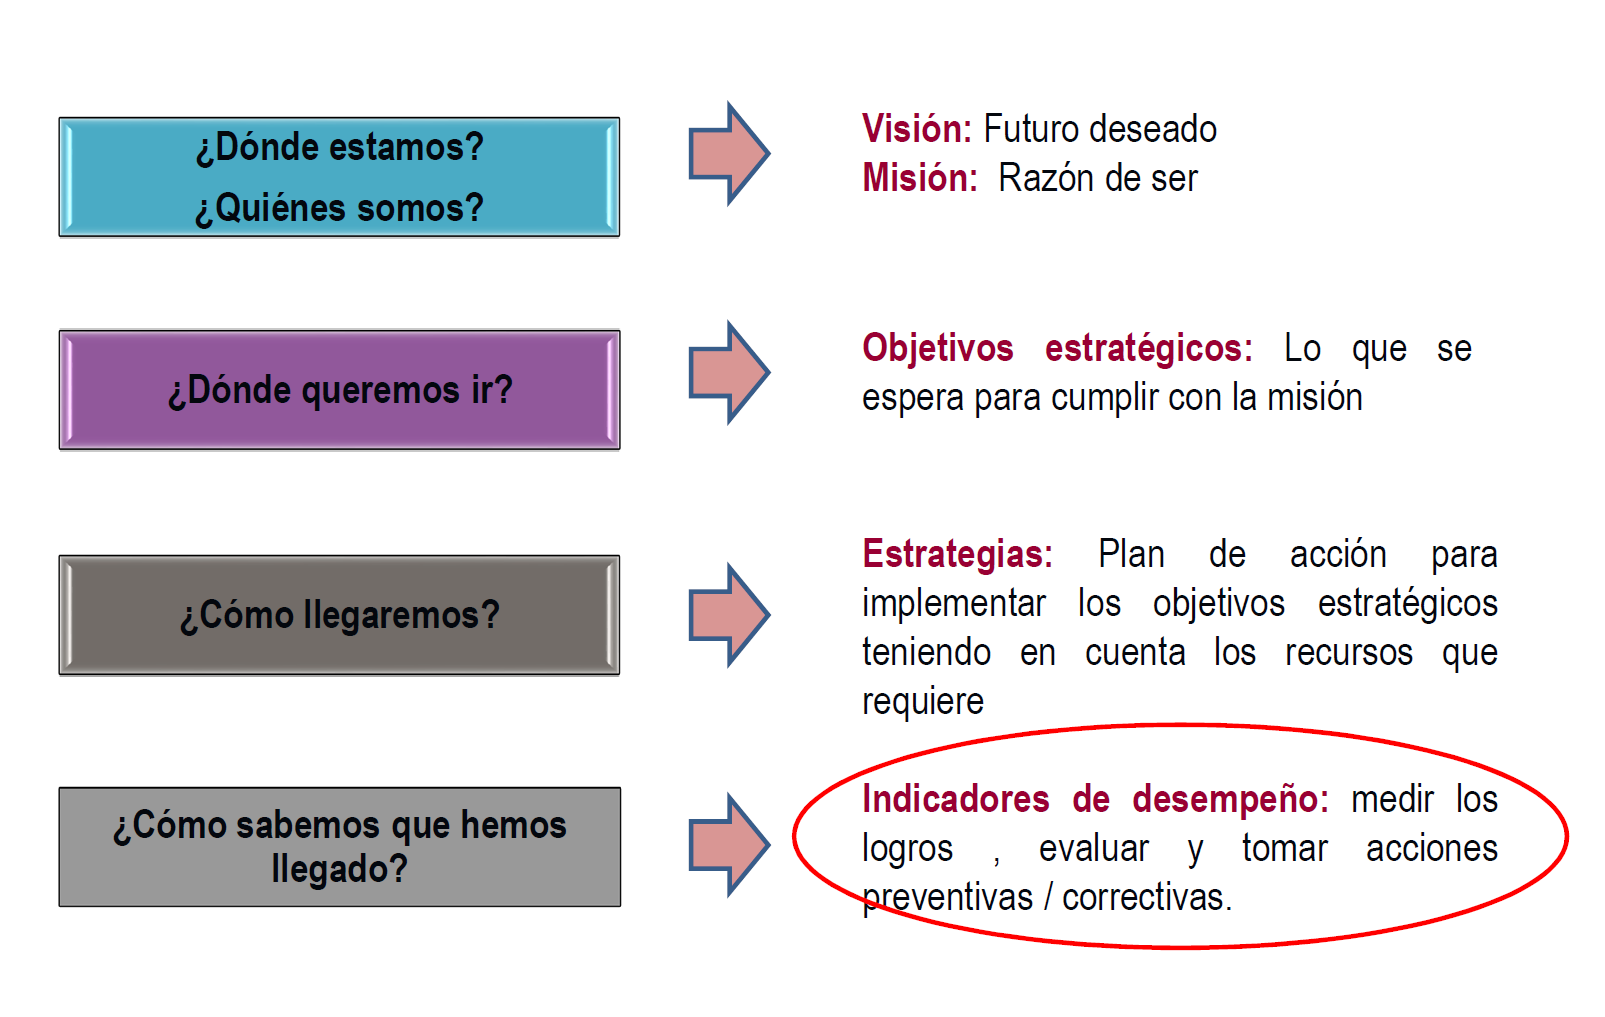 ¿Dónde estamos?
¿Quiénes somos?
Visión: Futuro deseado
Misión: Razón de ser
¿Dónde queremos ir?
Objetivos estratégicos: Lo que se
espera para cumplir con la misión
¿Cómo llegaremos?
Estrategias: Plan de acción para
implementar los objetivos estratégicos
teniendo en cuenta los recursos que
requiere
¿Cómo sabemos que hemos
llegado?
Indicadores de desempeño: medir los
logros , evaluar y tomar acciones
preventivas / correctivas.